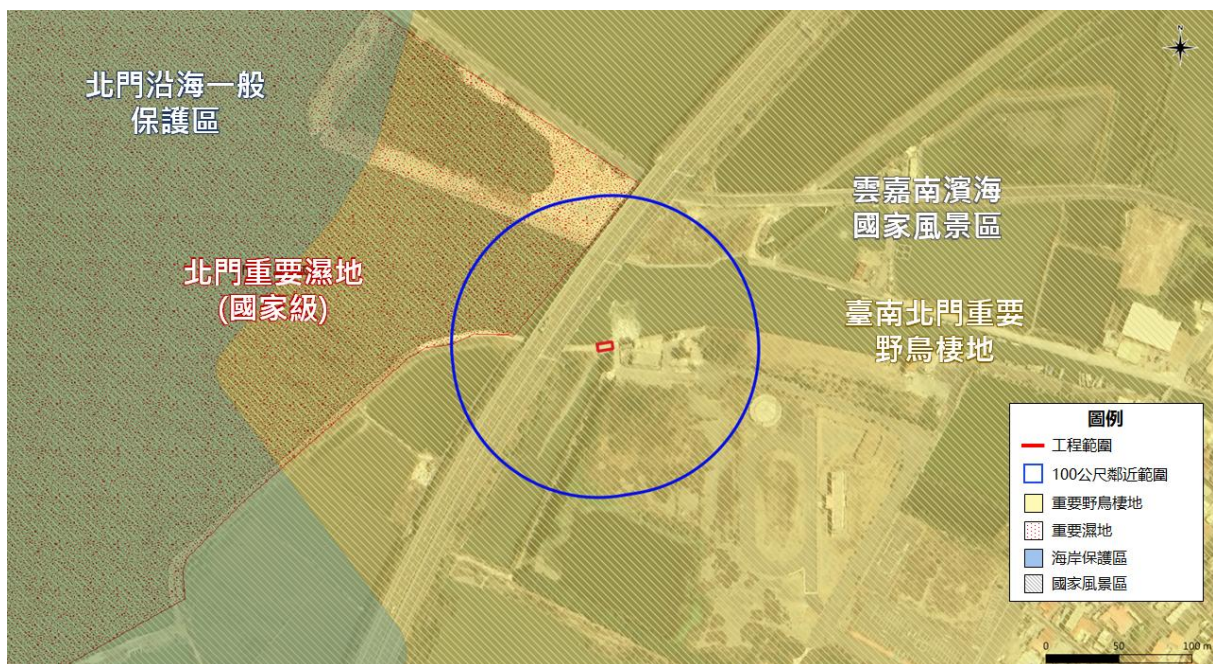 北門沿海一般
保護區
N
雲嘉南濱海
國家風景區
北門重要濕地
(國家級)
臺南北門重要
野鳥棲地
圖例
工程範圍
100公尺鄰近範圍
重要野鳥棲地
重要濕地
海岸保護區
國家風景區
0 50 100 m